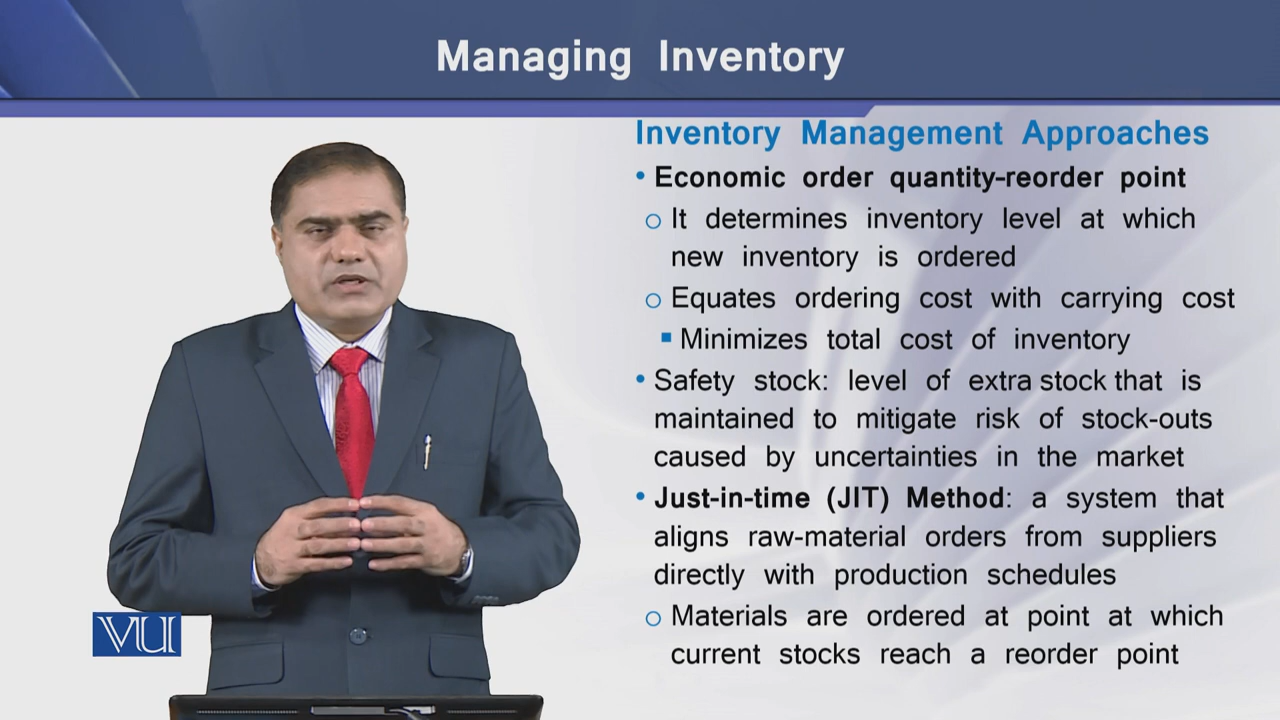 Managing Inventory
Inventory Management Approaches
• Economic order quantity-reorder point
o It determines inventory level at which
new inventory is ordered
o Equates ordering cost with carrying cost
▪ Minimizes total cost of inventory
• Safety stock: level of extra stock that is
maintained to mitigate risk of stock-outs
caused by uncertainties in the market
• Just-in-time (JIT) Method: a system that
aligns raw-material orders from suppliers
directly with production schedules
o Materials are ordered at point at which
current stocks reach a reorder point
VU